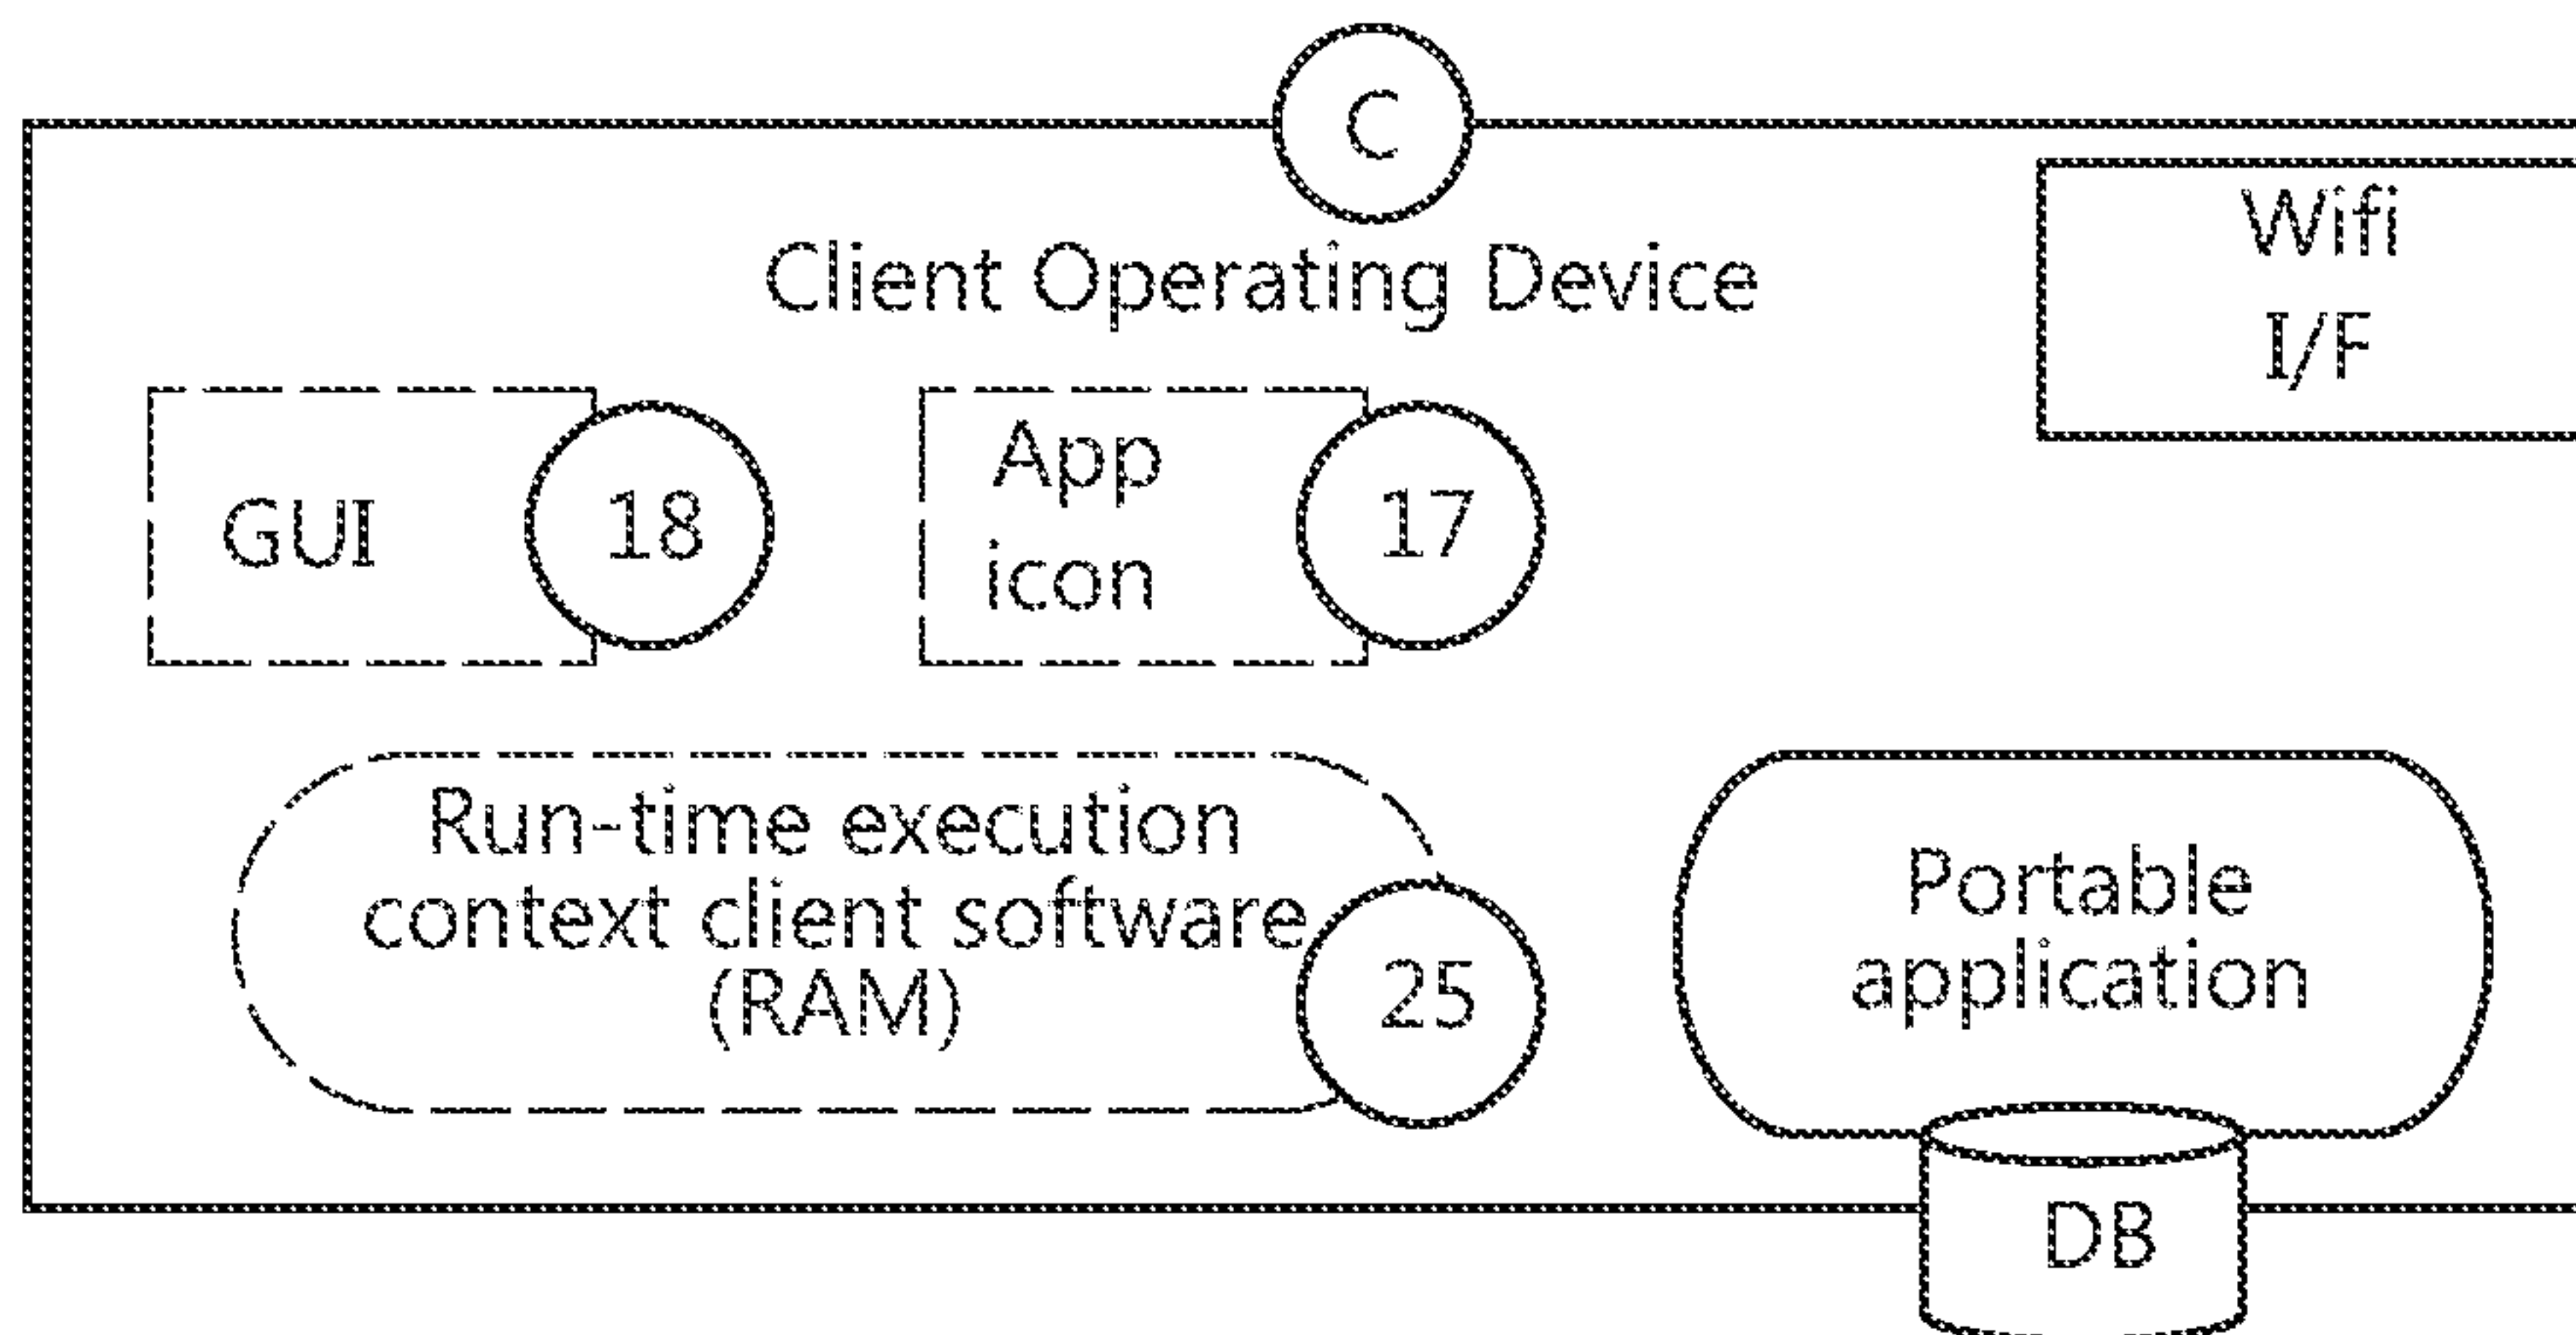 C
Client Operating Device
Wifi
I/F
GUI
18
App
icon
17
Run-time execution
context client software
(RAM)
25
Portable
application
DB